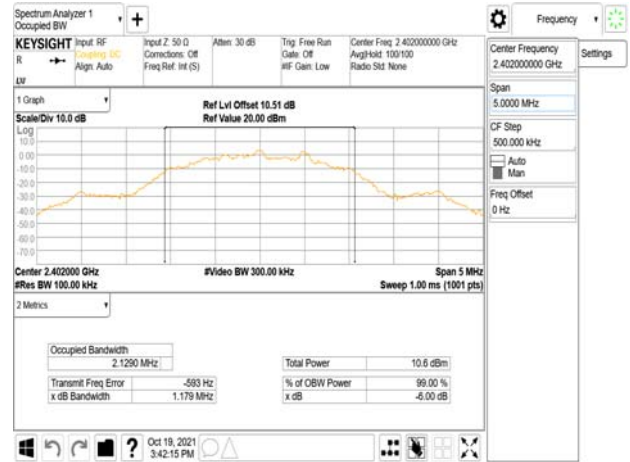 Spectrum Analyzer 1
Occupied BW
Frequency
KEYSIGHT
R
LU
Input: RF
Coupling: DC
Align: Auto
Input Z: 50 Ω
Corrections: Off
Freq Ref: Int (S)
Atten: 30 dB
Trig: Free Run
Gate: Off
#IF Gain: Low
Center Freq: 2.402000000 GHz
Avg|Hold: 100/100
Radio Std: None
Center Frequency
2.402000000 GHz
Settings
Span
5.0000 MHz
CF Step
500.000 kHz
Auto
Man
Freq Offset
0 Hz
1 Graph
Scale/Div 10.0 dB
Ref Lvl Offset 10.51 dB
Ref Value 20.00 dBm
Log
10.0
0.00
-10.0
-20.0
-30.0
-40.0
-50.0
-60.0
-70.0
Center 2.402000 GHz
#Res BW 100.00 kHz
#Video BW 300.00 kHz
Span 5 MHz
Sweep 1.00 ms (1001 pts)
2 Metrics
Occupied Bandwidth
2.1290 MHz
Total Power 10.6 dBm
Transmit Freq Error -593 Hz
% of OBW Power 99.00 %
x dB Bandwidth 1.179 MHz
x dB -6.00 dB
?
Oct 19, 2021
3:42:15 PM